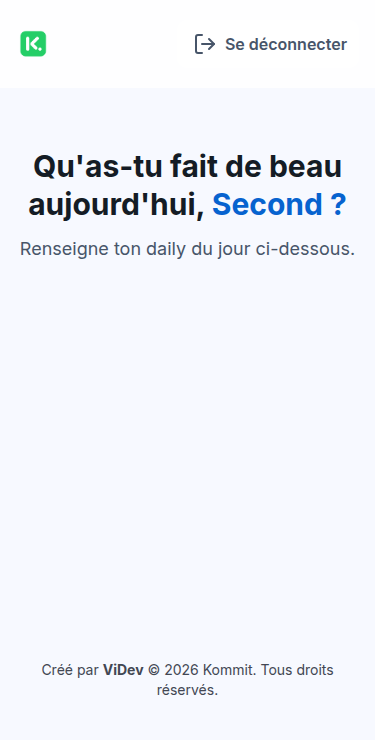 K.
Se déconnecter
Qu'as-tu fait de beau
aujourd'hui, Second ?
Renseigne ton daily du jour ci-dessous.
Créé par ViDev © 2026 Kommit. Tous droits
réservés.